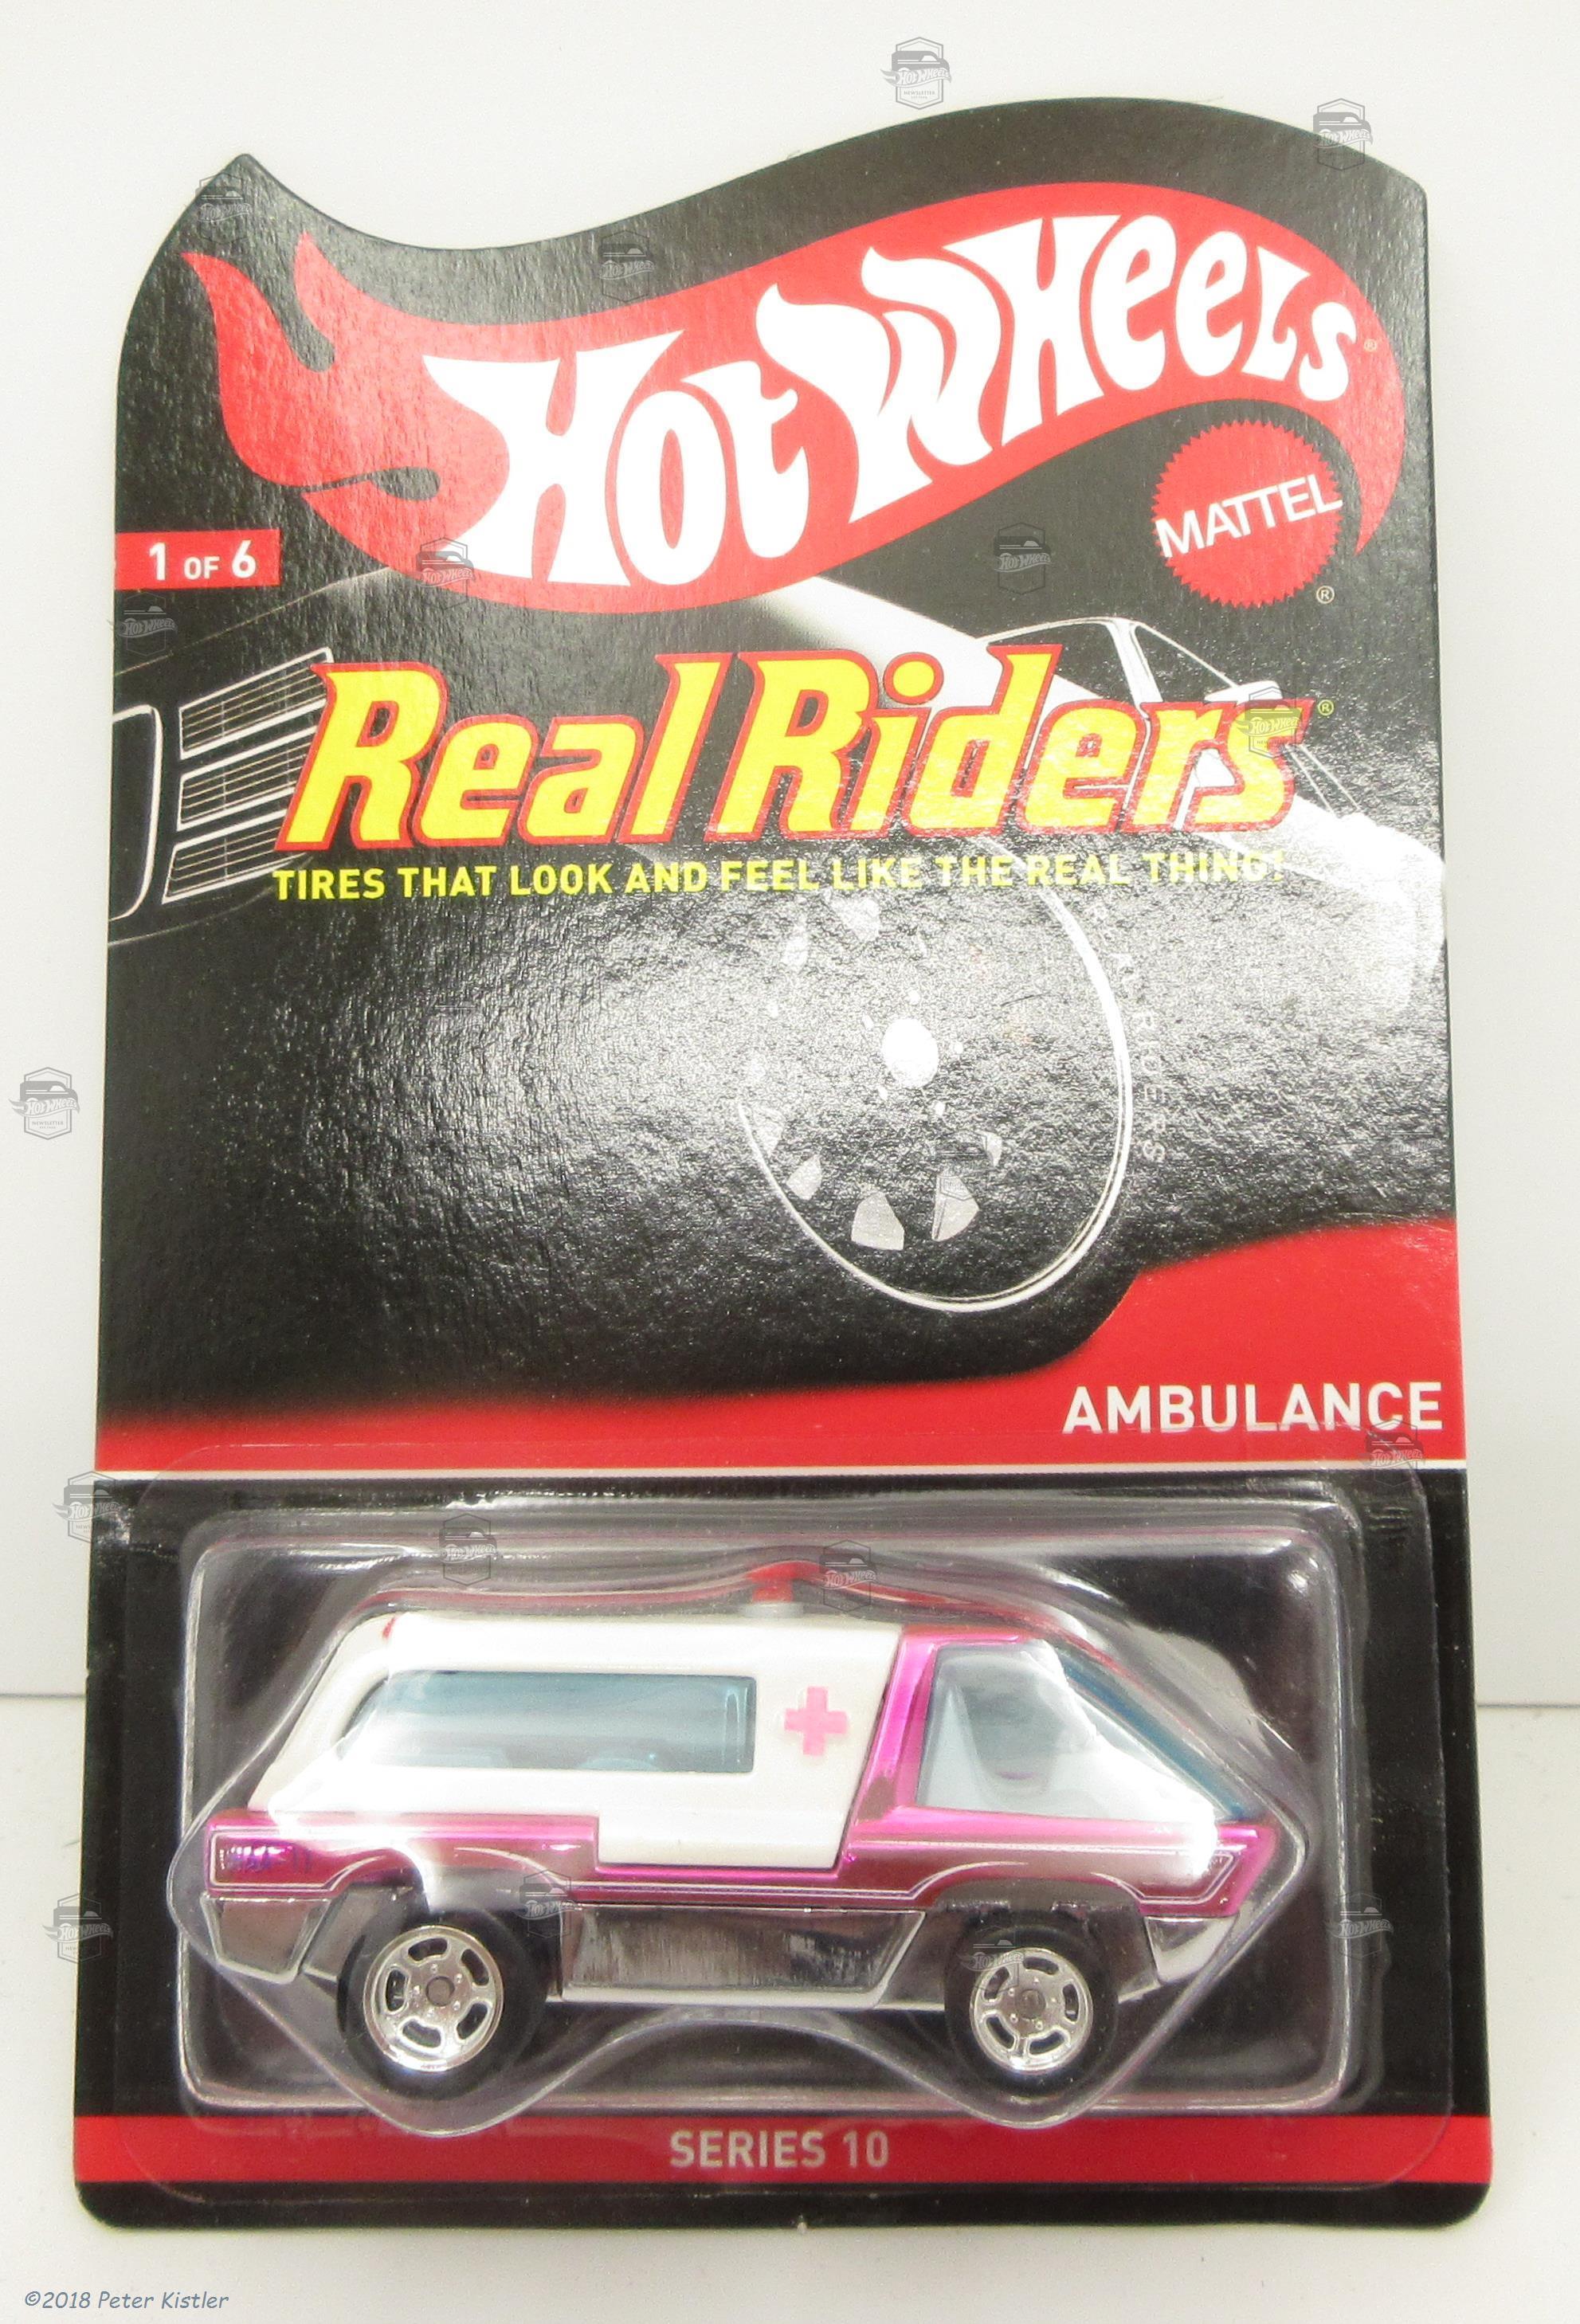 Hot Wheels®
MATTEL
®
1 OF 6
Real Riders®
TIRES THAT LOOK AND FEEL LIKE THE REAL THING!
AMBULANCE
SERIES 10
©2018 Peter Kistler